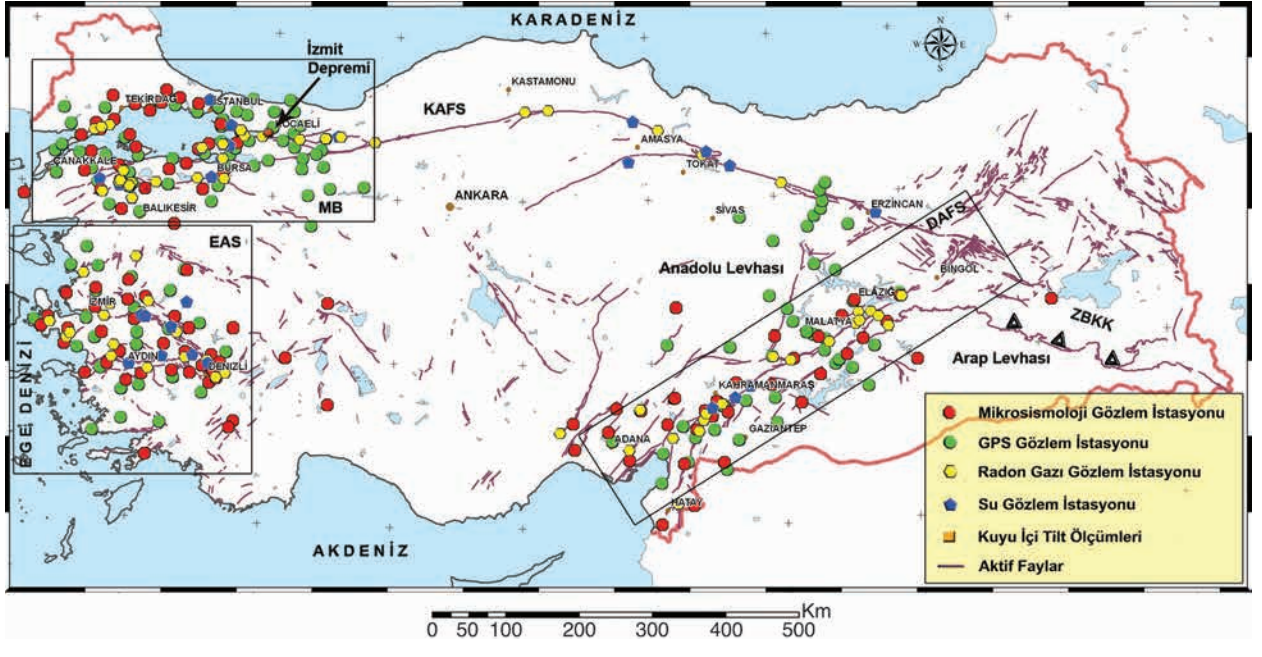 KARADENİZ
N
W
E
S
İzmit
Depremi
KASTAMONU
TEKİRDAĞ
İSTANBUL
KAFS
KOCAELİ
AMASYA
ÇANAKKALE
BURSA
TOKAT
ANKARA
BALIKESİR
MB
SİVAS
ERZİNCAN
DAFS
EAS
Anadolu Levhası
BİNGÖL
ELAZIĞ
İZMİR
MALATYA
ZBKK
AYDIN
DENİZLİ
Arap Levhası
EGE DENİZİ
KAHRAMANMARAŞ
GAZİANTEP
ADANA
HATAY
AKDENİZ
Mikrosismoloji Gözlem İstasyonu
GPS Gözlem İstasyonu
Radon Gazı Gözlem İstasyonu
Su Gözlem İstasyonu
Kuyu İçi Tilt Ölçümleri
Aktif Faylar
Km
0 50 100 200 300 400 500